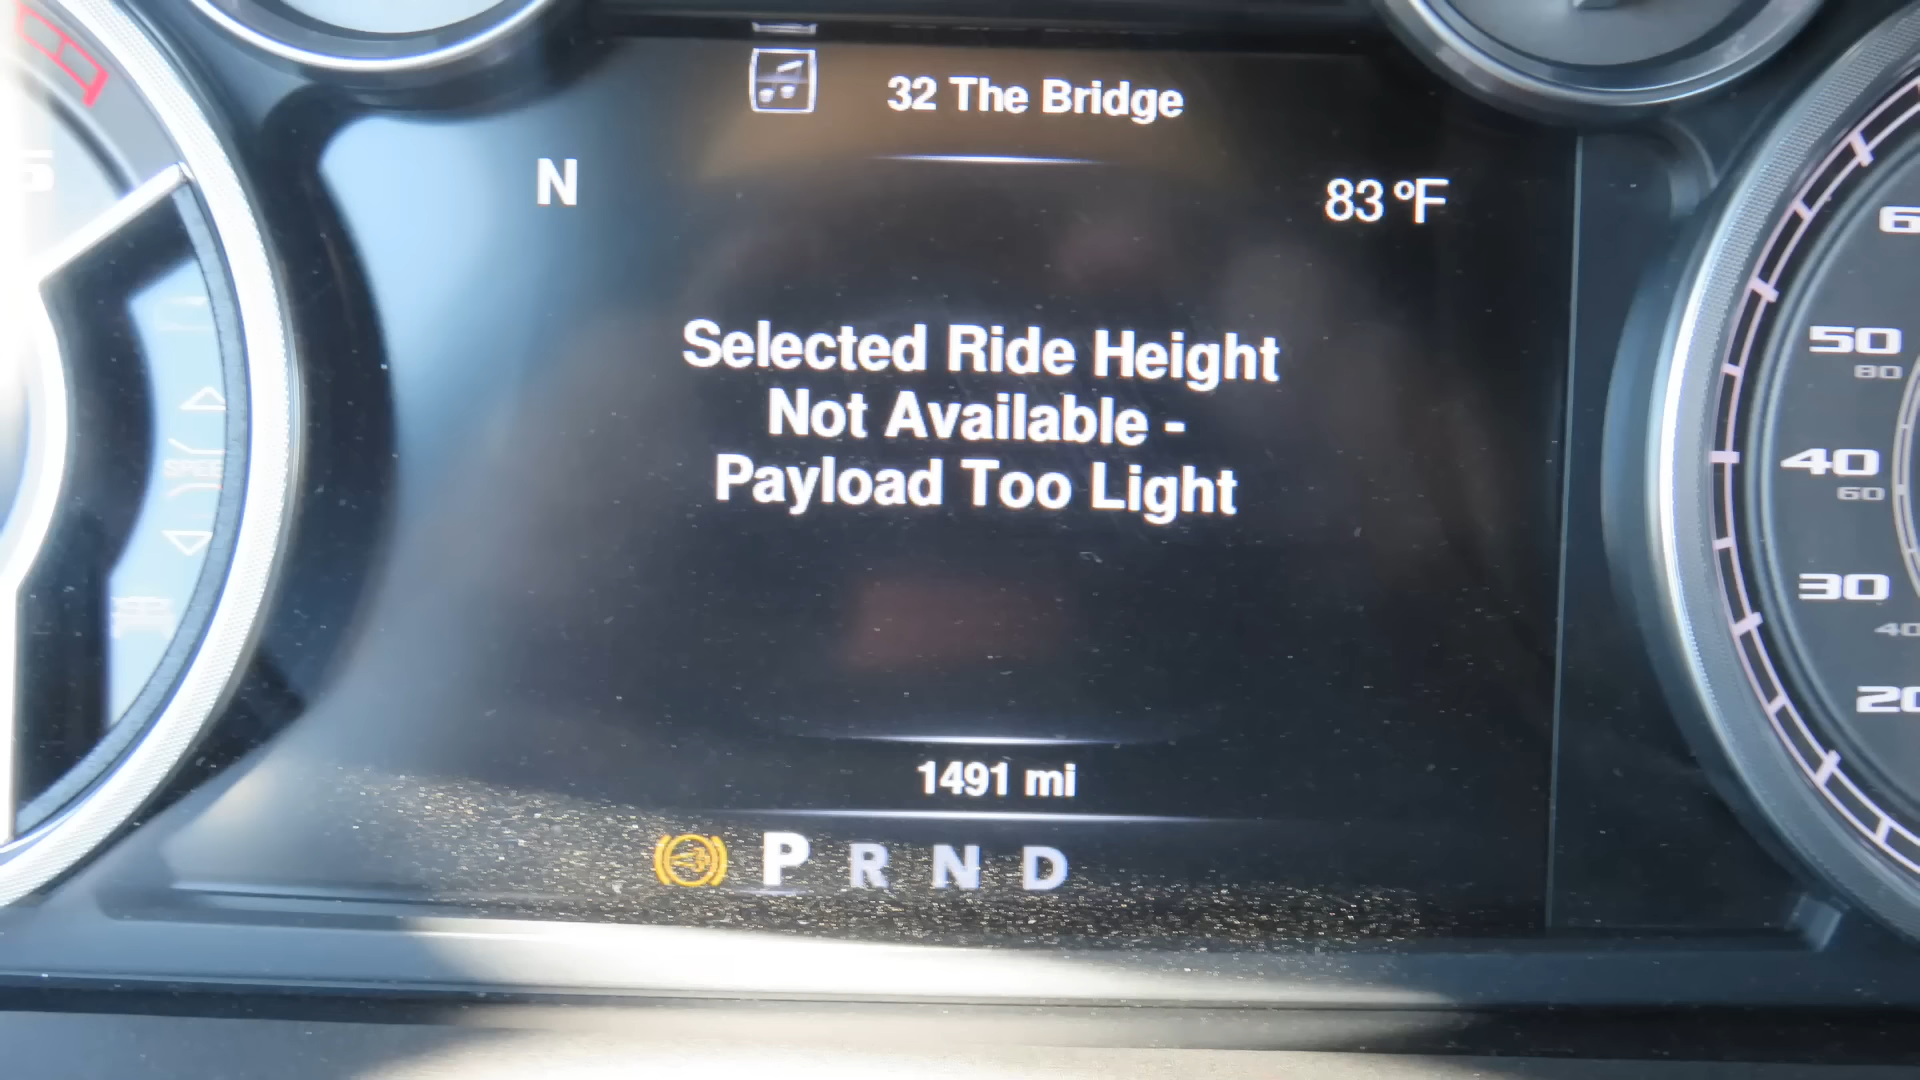 32 The Bridge
N
83 °F
Selected Ride Height
Not Available -
Payload Too Light
1491 mi
P R N D
50
80
40
60
30
40
20